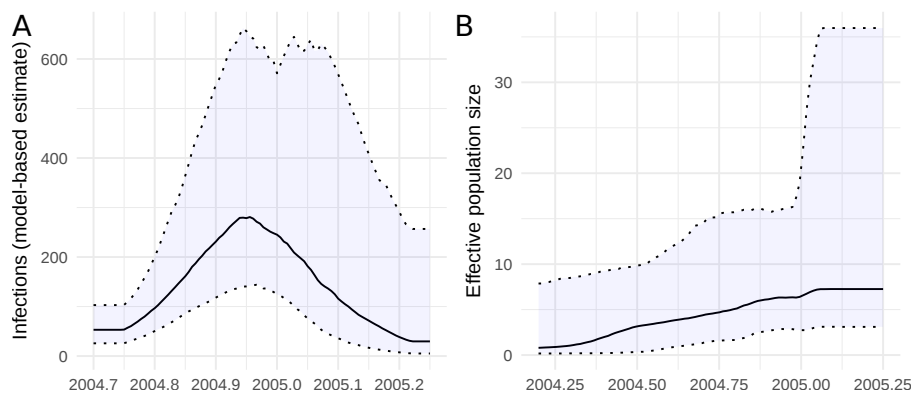 A
B
Infections (model-based estimate)
600
400
200
0
2004.7 2004.8 2004.9 2005.0 2005.1 2005.2
Effective population size
30
20
10
0
2004.25 2004.50 2004.75 2005.00 2005.25